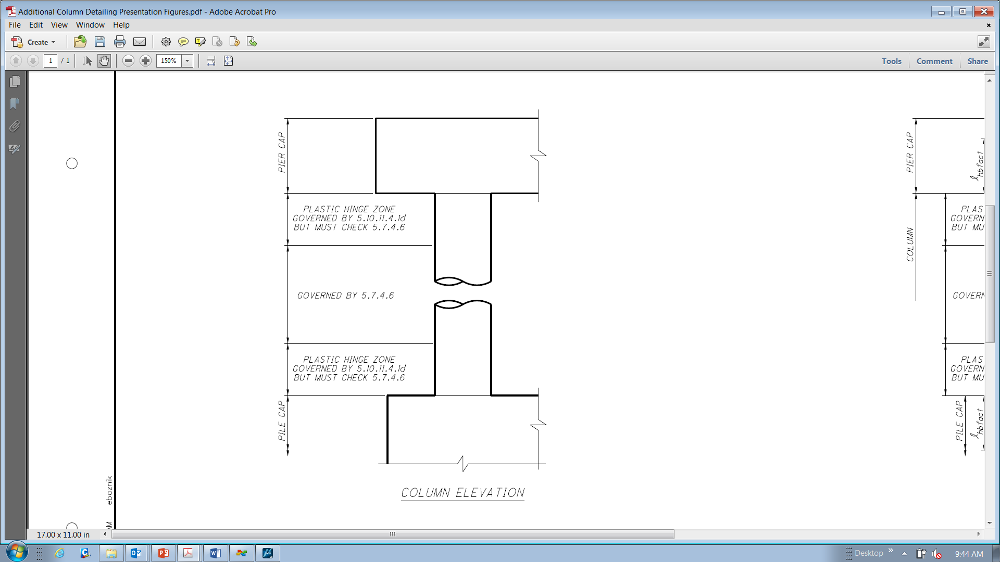 Additional Column Detailing Presentation Figures.pdf - Adobe Acrobat Pro
File Edit View Window Help
Create
1 / 1
150%
Tools Comment Share
PIER CAP
PLASTIC HINGE ZONE
GOVERNED BY 5.10.11.4.1d
BUT MUST CHECK 5.7.4.6
GOVERNED BY 5.7.4.6
PLASTIC HINGE ZONE
GOVERNED BY 5.10.11.4.1d
BUT MUST CHECK 5.7.4.6
PILE CAP
COLUMN ELEVATION
PIER CAP
ℓhbfact
COLUMN
PLAS
GOVERN
BUT MU
GOVERN
PLAS
GOVERN
BUT MU
PILE CAP
ℓhbfact
ebaznik
AM
17.00 x 11.00 in
Desktop
9:44 AM